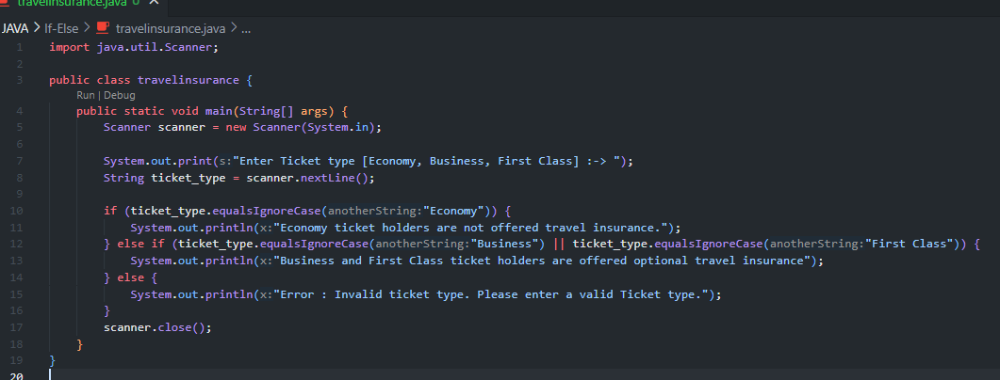 travelinsurance.java U X
JAVA > If-Else > travelinsurance.java > ...
1 import java.util.Scanner;
2
3 public class travelinsurance {
Run | Debug
4 public static void main(String[] args) {
5 Scanner scanner = new Scanner(System.in);
6
7 System.out.print(s:"Enter Ticket type [Economy, Business, First Class] :-> ");
8 String ticket_type = scanner.nextLine();
9
10 if (ticket_type.equalsIgnoreCase(anotherString:"Economy")) {
11 System.out.println(x:"Economy ticket holders are not offered travel insurance.");
12 } else if (ticket_type.equalsIgnoreCase(anotherString:"Business") || ticket_type.equalsIgnoreCase(anotherString:"First Class")) {
13 System.out.println(x:"Business and First Class ticket holders are offered optional travel insurance");
14 } else {
15 System.out.println(x:"Error : Invalid ticket type. Please enter a valid Ticket type.");
16 }
17 scanner.close();
18 }
19 }
20